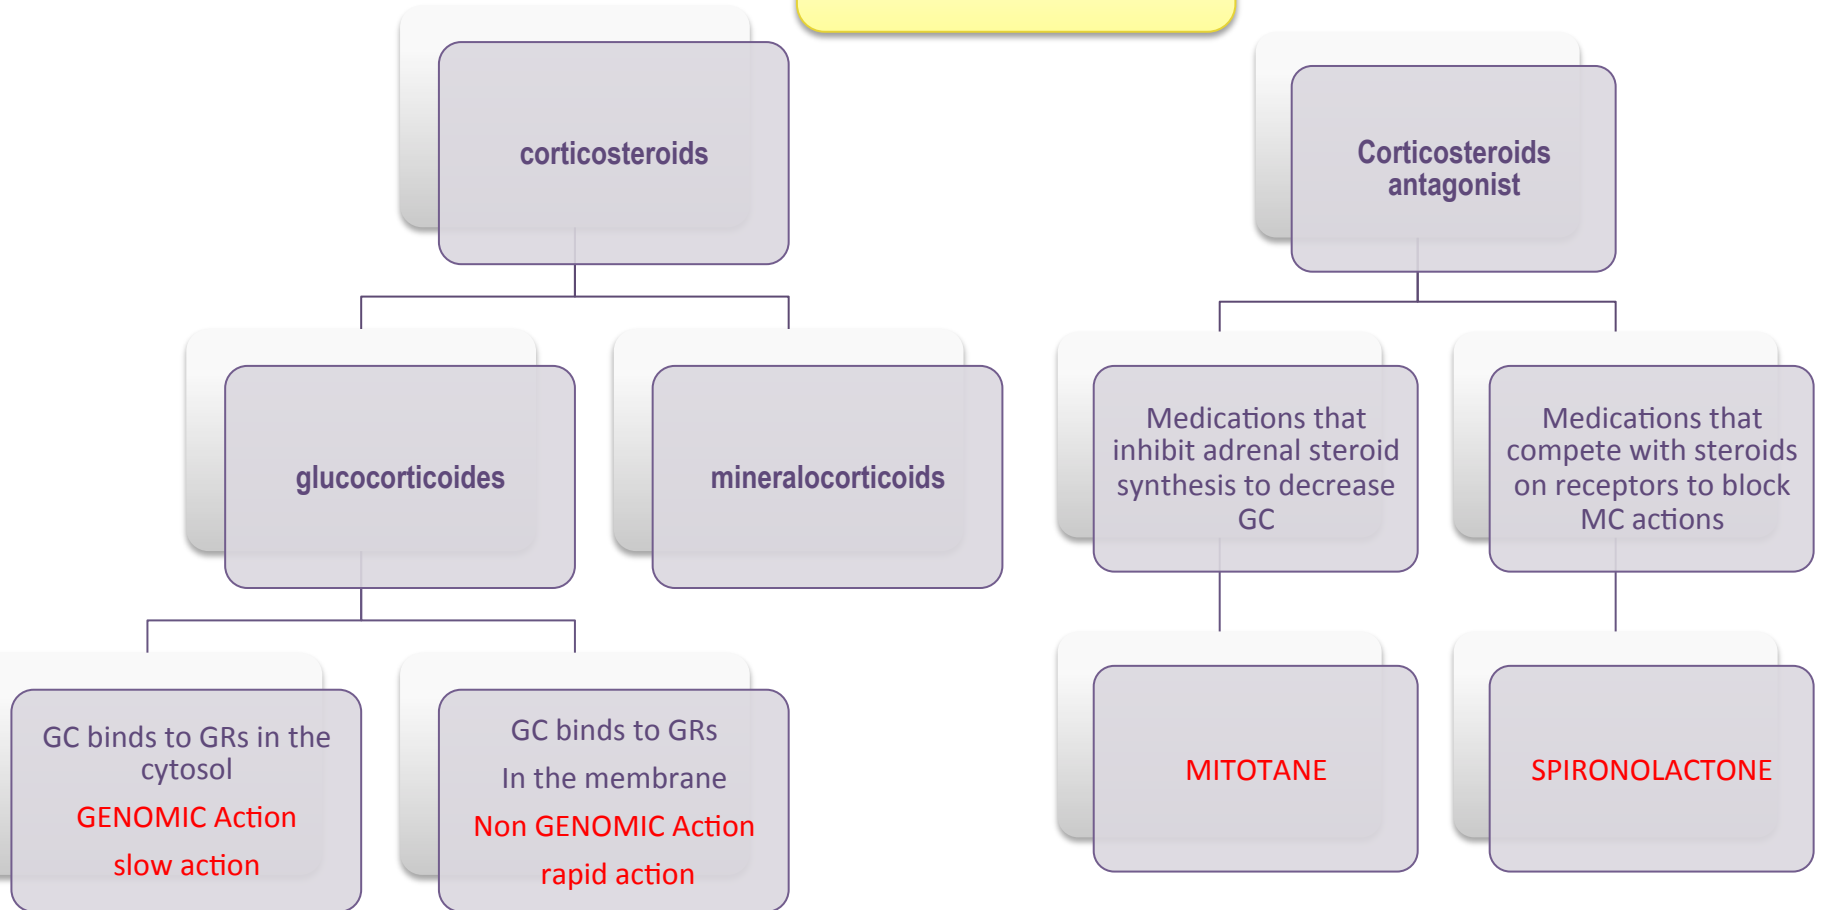 corticosteroids
Corticosteroids
antagonist
glucocorticoides
mineralocorticoids
Medications that
inhibit adrenal steroid
synthesis to decrease
GC
Medications that
compete with steroids
on receptors to block
MC actions
GC binds to GRs in the
cytosol
GENOMIC Action
slow action
GC binds to GRs
In the membrane
Non GENOMIC Action
rapid action
MITOTANE
SPIRONOLACTONE